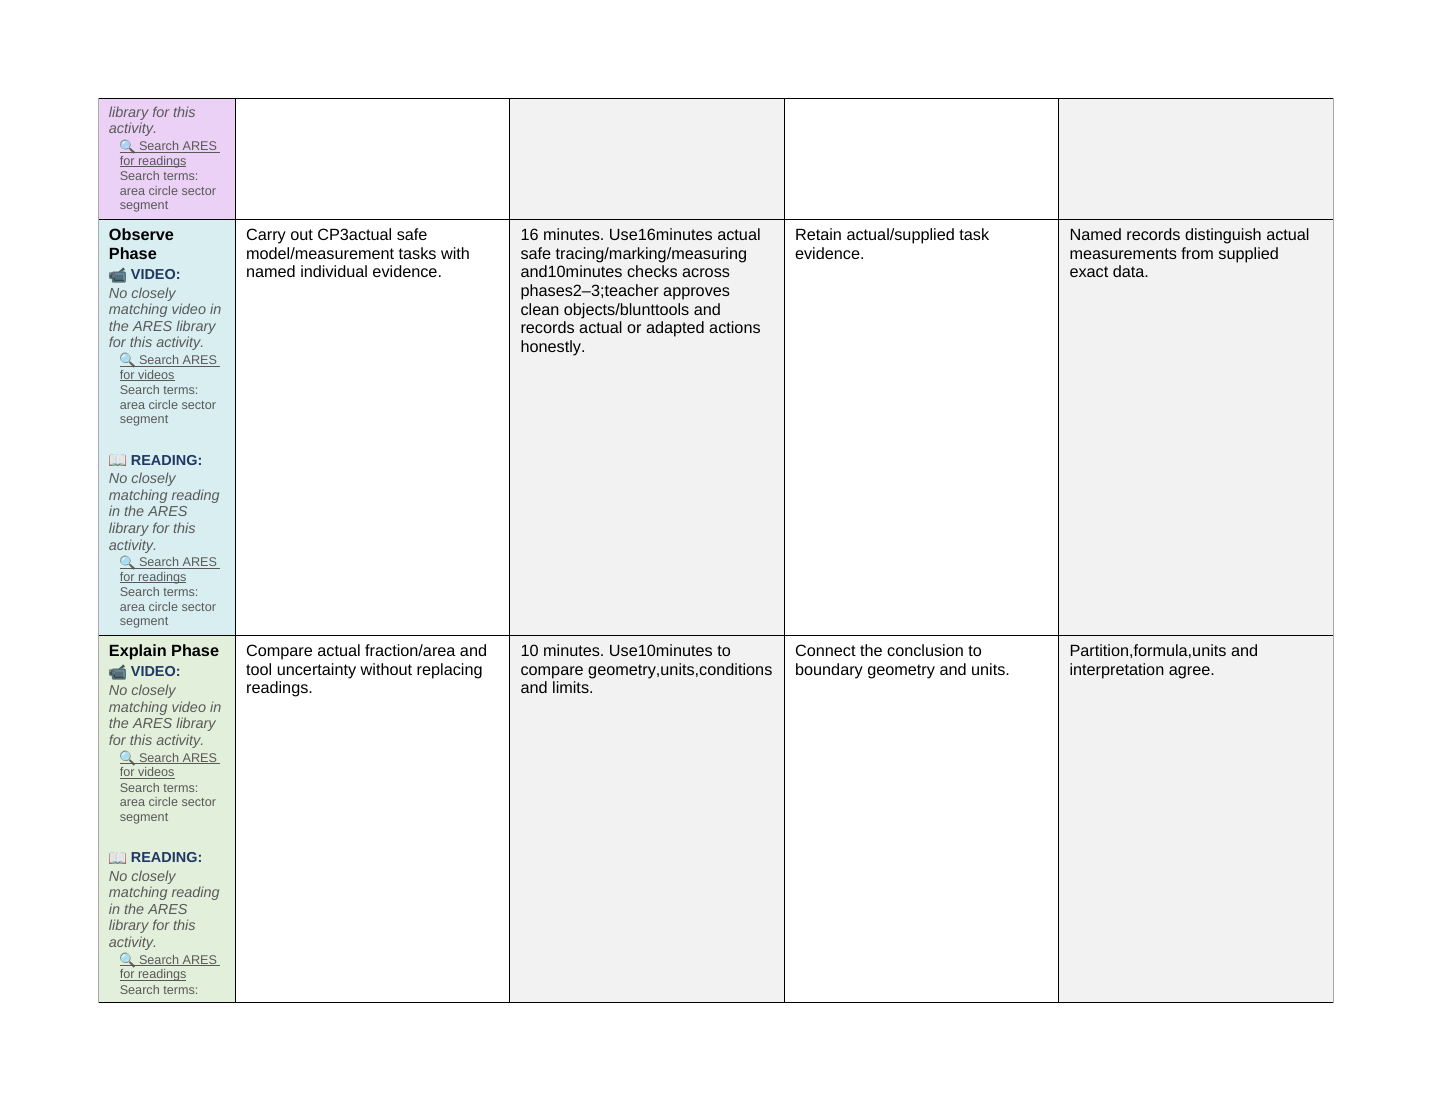 library for this
activity.
🔍 Search ARES
for readings
Search terms:
area circle sector
segment
Observe
Phase
📹 VIDEO:
No closely
matching video in
the ARES library
for this activity.
🔍 Search ARES
for videos
Search terms:
area circle sector
segment
📖 READING:
No closely
matching reading
in the ARES
library for this
activity.
🔍 Search ARES
for readings
Search terms:
area circle sector
segment
Carry out CP3actual safe
model/measurement tasks with
named individual evidence.
16 minutes. Use16minutes actual
safe tracing/marking/measuring
and10minutes checks across
phases2–3;teacher approves
clean objects/blunttools and
records actual or adapted actions
honestly.
Retain actual/supplied task
evidence.
Named records distinguish actual
measurements from supplied
exact data.
Explain Phase
📹 VIDEO:
No closely
matching video in
the ARES library
for this activity.
🔍 Search ARES
for videos
Search terms:
area circle sector
segment
📖 READING:
No closely
matching reading
in the ARES
library for this
activity.
🔍 Search ARES
for readings
Search terms:
Compare actual fraction/area and
tool uncertainty without replacing
readings.
10 minutes. Use10minutes to
compare geometry,units,conditions
and limits.
Connect the conclusion to
boundary geometry and units.
Partition,formula,units and
interpretation agree.